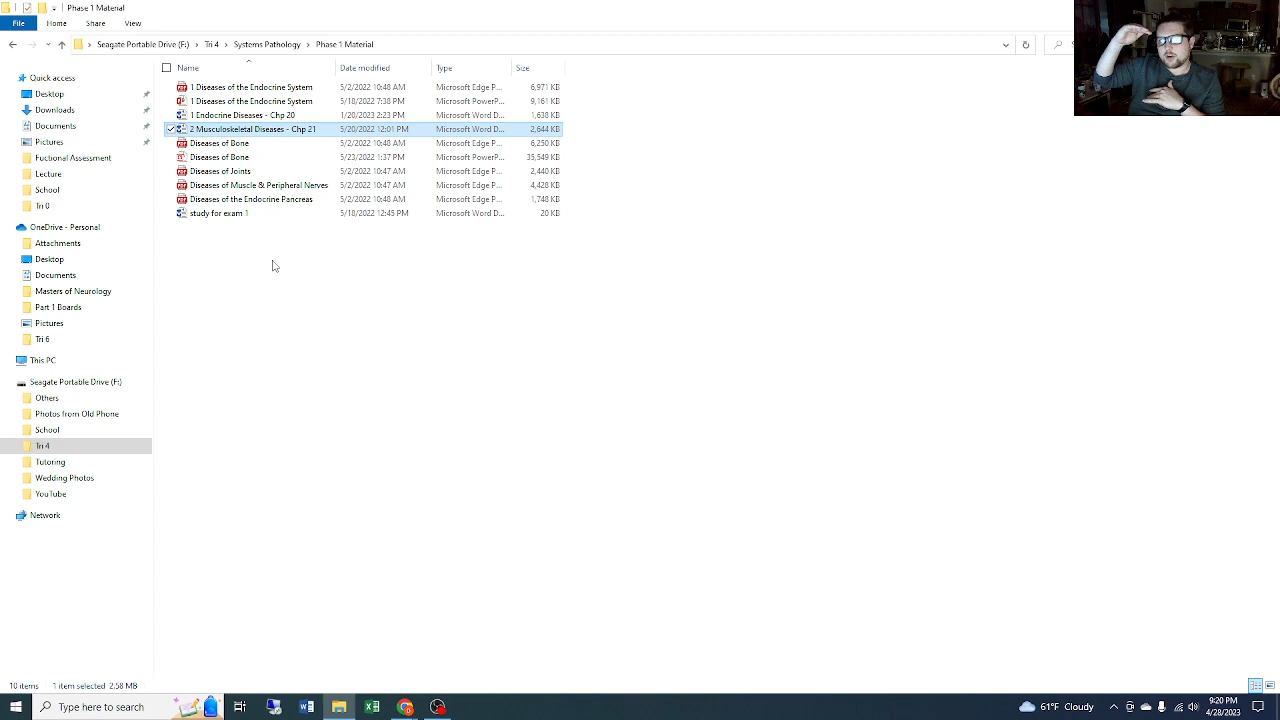 Phase 1 Material
File Home Share View
Seagate Portable Drive (F:) Tri 4 Systems Pathology Phase 1 Material
Name Date modified Type Size
1 Diseases of the Endocrine System 5/2/2022 10:48 AM Microsoft Edge P... 6,971 KB
1 Diseases of the Endocrine System 5/18/2022 7:38 PM Microsoft PowerP... 9,161 KB
1 Endocrine Diseases - Chp 20 1/20/2023 2:23 PM Microsoft Word D... 1,638 KB
2 Musculoskeletal Diseases - Chp 21 5/20/2022 12:01 PM Microsoft Word D... 2,644 KB
Diseases of Bone 5/2/2022 10:48 AM Microsoft Edge P... 6,250 KB
Diseases of Bone 5/23/2022 1:37 PM Microsoft PowerP... 35,549 KB
Diseases of Joints 5/2/2022 10:47 AM Microsoft Edge P... 2,440 KB
Diseases of Muscle & Peripheral Nerves 5/2/2022 10:47 AM Microsoft Edge P... 4,428 KB
Diseases of the Endocrine Pancreas 5/2/2022 10:48 AM Microsoft Edge P... 1,748 KB
study for exam 1 5/18/2022 12:45 PM Microsoft Word D... 20 KB
Quick access
Desktop
Downloads
Documents
Pictures
Fuctional Assessment
Lecture
School
Tri 0
OneDrive - Personal
Attachments
Desktop
Documents
Masters of Neurology
Part 1 Boards
Pictures
Tri 6
This PC
Seagate Portable Drive (F:)
Others
Photos from Old Phone
School
Tri 4
Tutoring
Wedding Photos
YouTube
Network
10 items 1 item selected 2.58 MB
Type here to search
61°F Cloudy
9:20 PM
4/28/2023